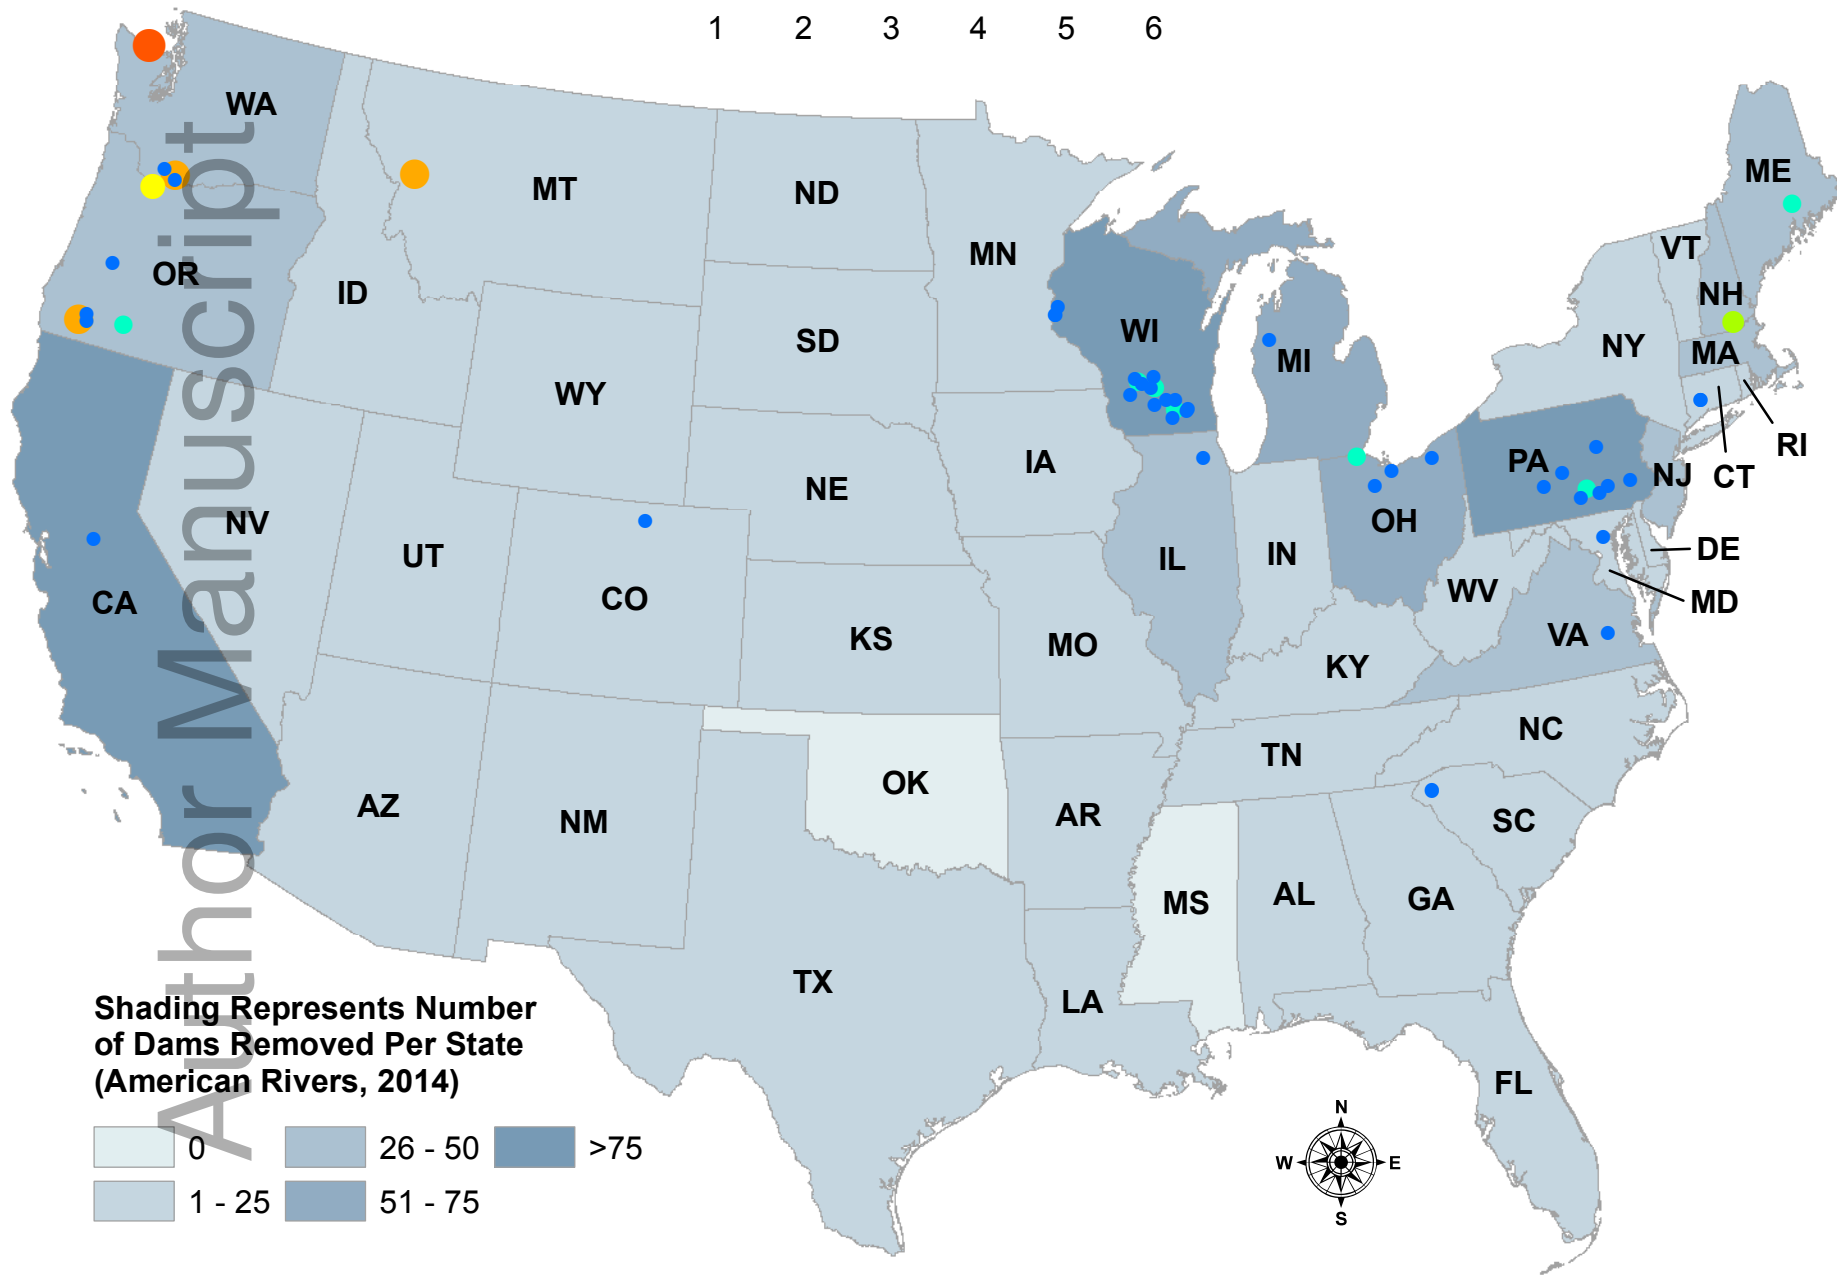 1 2 3 4 5 6
WA
MT
ND
MN
ME
VT
NH
OR
ID
SD
WI
MI
NY
MA
WY
RI
IA
PA
NJ
CT
NE
NV
UT
OH
IL
IN
DE
CA
CO
WV
MD
KS
MO
VA
KY
NC
TN
OK
AZ
NM
AR
SC
MS
AL
GA
TX
LA
FL
Author Manuscript
Shading Represents Number
of Dams Removed Per State
(American Rivers, 2014)
0 26 - 50 >75
1 - 25 51 - 75
N
W E
S